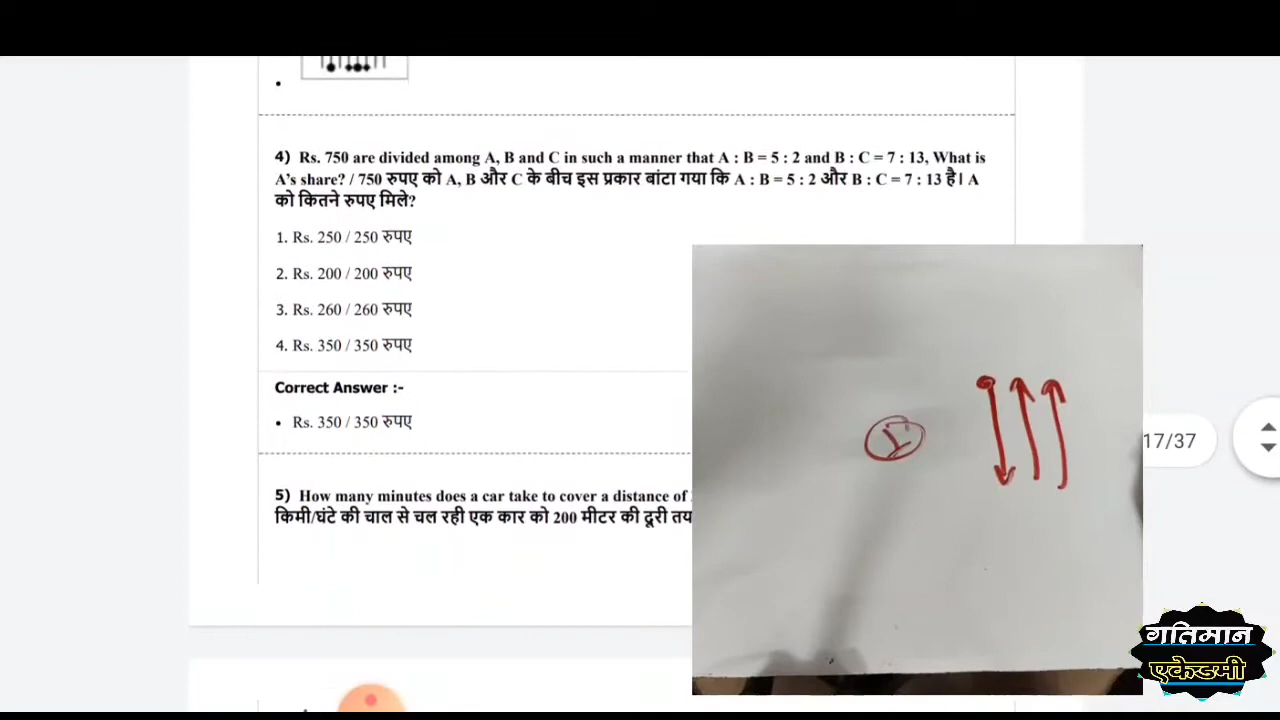 4) Rs. 750 are divided among A, B and C in such a manner that A : B = 5 : 2 and B : C = 7 : 13, What is
A's share? / 750 रुपए को A, B और C के बीच इस प्रकार बांटा गया कि A : B = 5 : 2 और B : C = 7 : 13 है। A
को कितने रुपए मिले?
1. Rs. 250 / 250 रुपए
2. Rs. 200 / 200 रुपए
3. Rs. 260 / 260 रुपए
4. Rs. 350 / 350 रुपए
Correct Answer :-
• Rs. 350 / 350 रुपए
17/37
5) How many minutes does a car take to cover a distance of
किमी/घंटे की चाल से चल रही एक कार को 200 मीटर की दूरी तय
गतिमान
एकेडमी